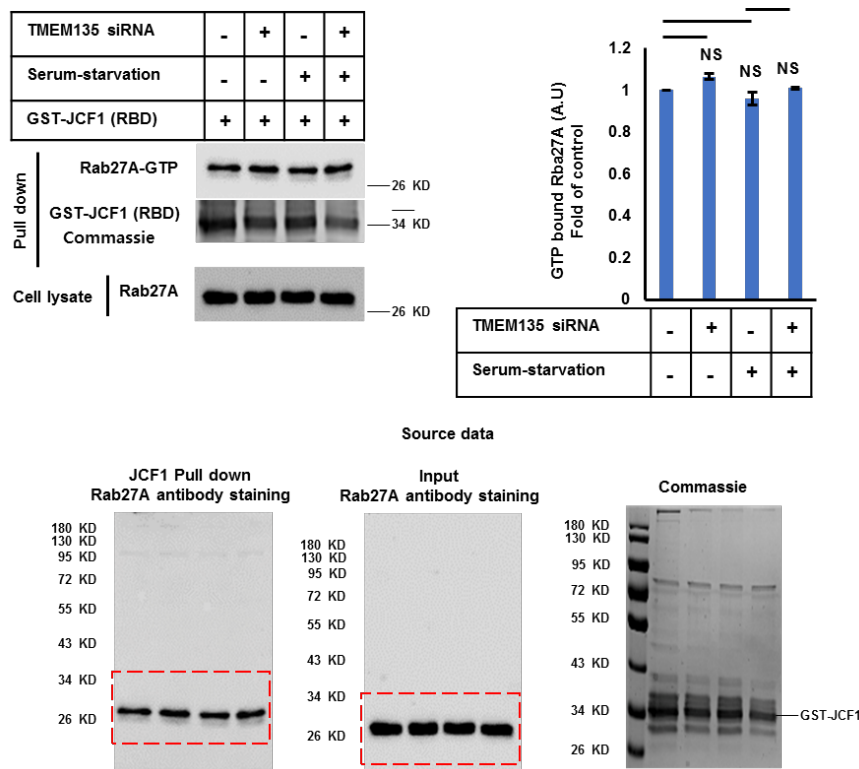 TMEM135 siRNA - + - +
Serum-starvation - - + +
GST-JCF1 (RBD) + + + +
Pull down
Rab27A-GTP
26 KD
GST-JCF1 (RBD)
Commassie
34 KD
Cell lysate
Rab27A
26 KD
GTP bound Rba27A (A.U)
Fold of control
1.2
1
0.8
0.6
0.4
0.2
0
NS
NS
NS
TMEM135 siRNA - + - +
Serum-starvation - - + +
Source data
JCF1 Pull down
Rab27A antibody staining
180 KD
130 KD
95 KD
72 KD
55 KD
43 KD
34 KD
26 KD
Input
Rab27A antibody staining
180 KD
130 KD
95 KD
72 KD
55 KD
43 KD
34 KD
26 KD
Commassie
180 KD
130 KD
95 KD
72 KD
55 KD
43 KD
34 KD
26 KD
GST-JCF1